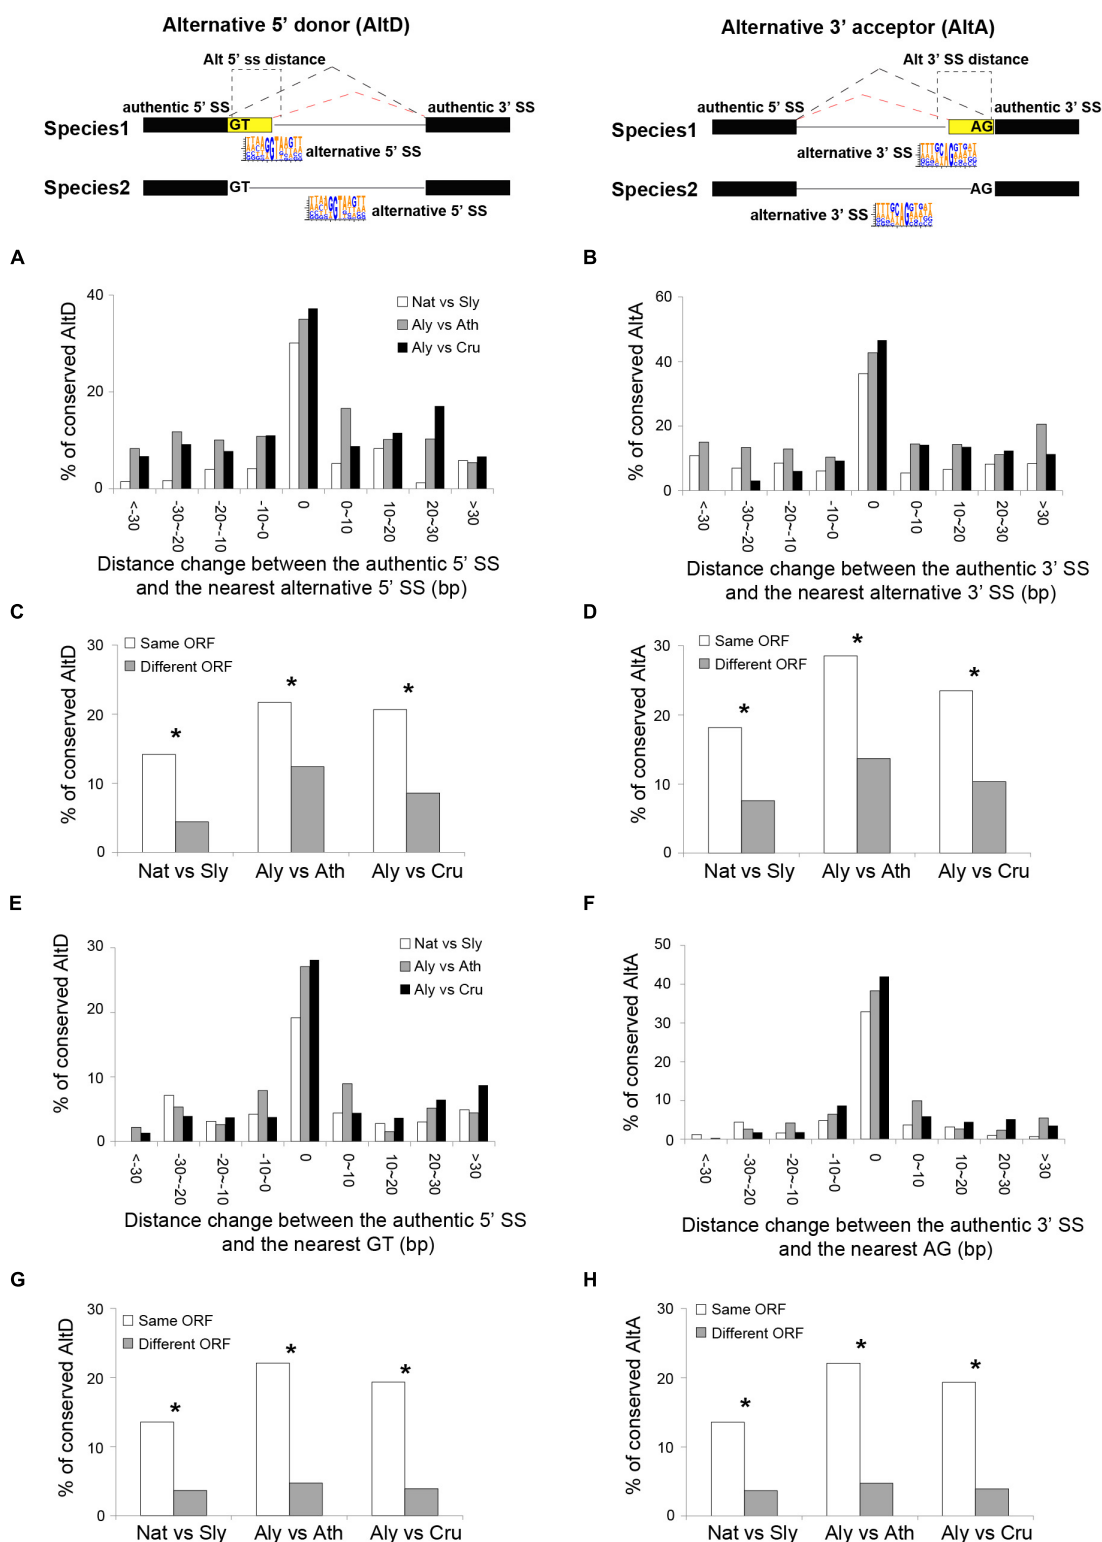 Alternative 5’ donor (AltD)
Alt 5’ ss distance
authentic 5’ SS
authentic 3’ SS
Species1
GT
alternative 5’ SS
Species2
GT
alternative 5’ SS
Alternative 3’ acceptor (AltA)
Alt 3’ SS distance
authentic 5’ SS
authentic 3’ SS
Species1
AG
alternative 3’ SS
Species2
AG
alternative 3’ SS
A
% of conserved AltD
40
20
0
Nat vs Sly
Aly vs Ath
Aly vs Cru
<-30
-30~-20
-20~-10
-10~0
0
0~10
10~20
20~30
>30
Distance change between the authentic 5’ SS
and the nearest alternative 5’ SS (bp)
B
% of conserved AltA
60
40
20
0
<-30
-30~-20
-20~-10
-10~0
0
0~10
10~20
20~30
>30
Distance change between the authentic 3’ SS
and the nearest alternative 3’ SS (bp)
C
% of conserved AltD
30
20
10
0
Same ORF
Different ORF
*
*
*
Nat vs Sly
Aly vs Ath
Aly vs Cru
D
% of conserved AltA
30
20
10
0
Same ORF
Different ORF
*
*
*
Nat vs Sly
Aly vs Ath
Aly vs Cru
E
% of conserved AltD
30
20
10
0
Nat vs Sly
Aly vs Ath
Aly vs Cru
<-30
-30~-20
-20~-10
-10~0
0
0~10
10~20
20~30
>30
Distance change between the authentic 5’ SS
and the nearest GT (bp)
F
% of conserved AltA
50
40
30
20
10
0
<-30
-30~-20
-20~-10
-10~0
0
0~10
10~20
20~30
>30
Distance change between the authentic 3’ SS
and the nearest AG (bp)
G
% of conserved AltD
30
20
10
0
Same ORF
Different ORF
*
*
*
Nat vs Sly
Aly vs Ath
Aly vs Cru
H
% of conserved AltA
30
20
10
0
Same ORF
Different ORF
*
*
*
Nat vs Sly
Aly vs Ath
Aly vs Cru